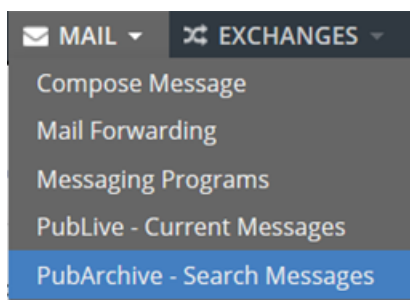 MAIL EXCHANGES
Compose Message
Mail Forwarding
Messaging Programs
PubLive - Current Messages
PubArchive - Search Messages